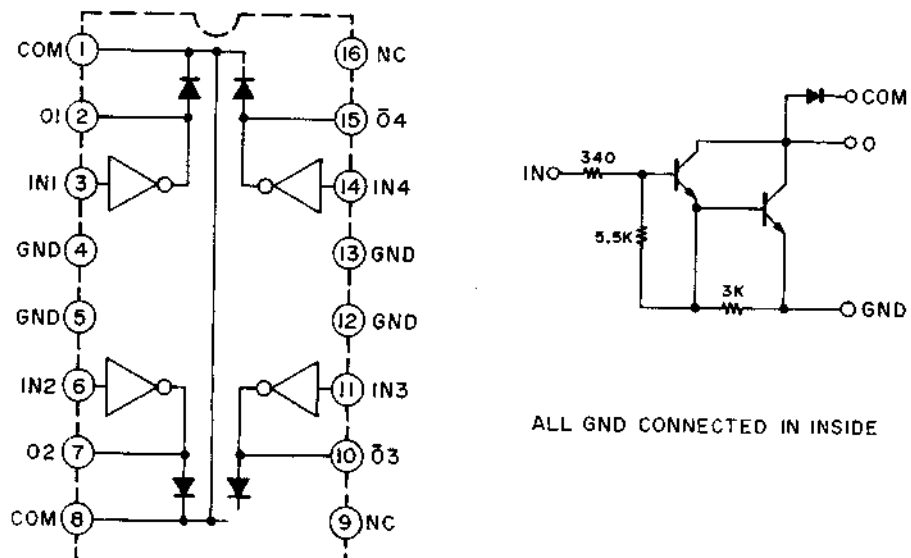 COM 1
16 NC
O1 2
15 Ō4
IN1 3
14 IN4
GND 4
13 GND
GND 5
12 GND
IN2 6
11 IN3
O2 7
10 Ō3
COM 8
9 NC
COM
O
IN
340
5.5K
3K
GND
ALL GND CONNECTED IN INSIDE